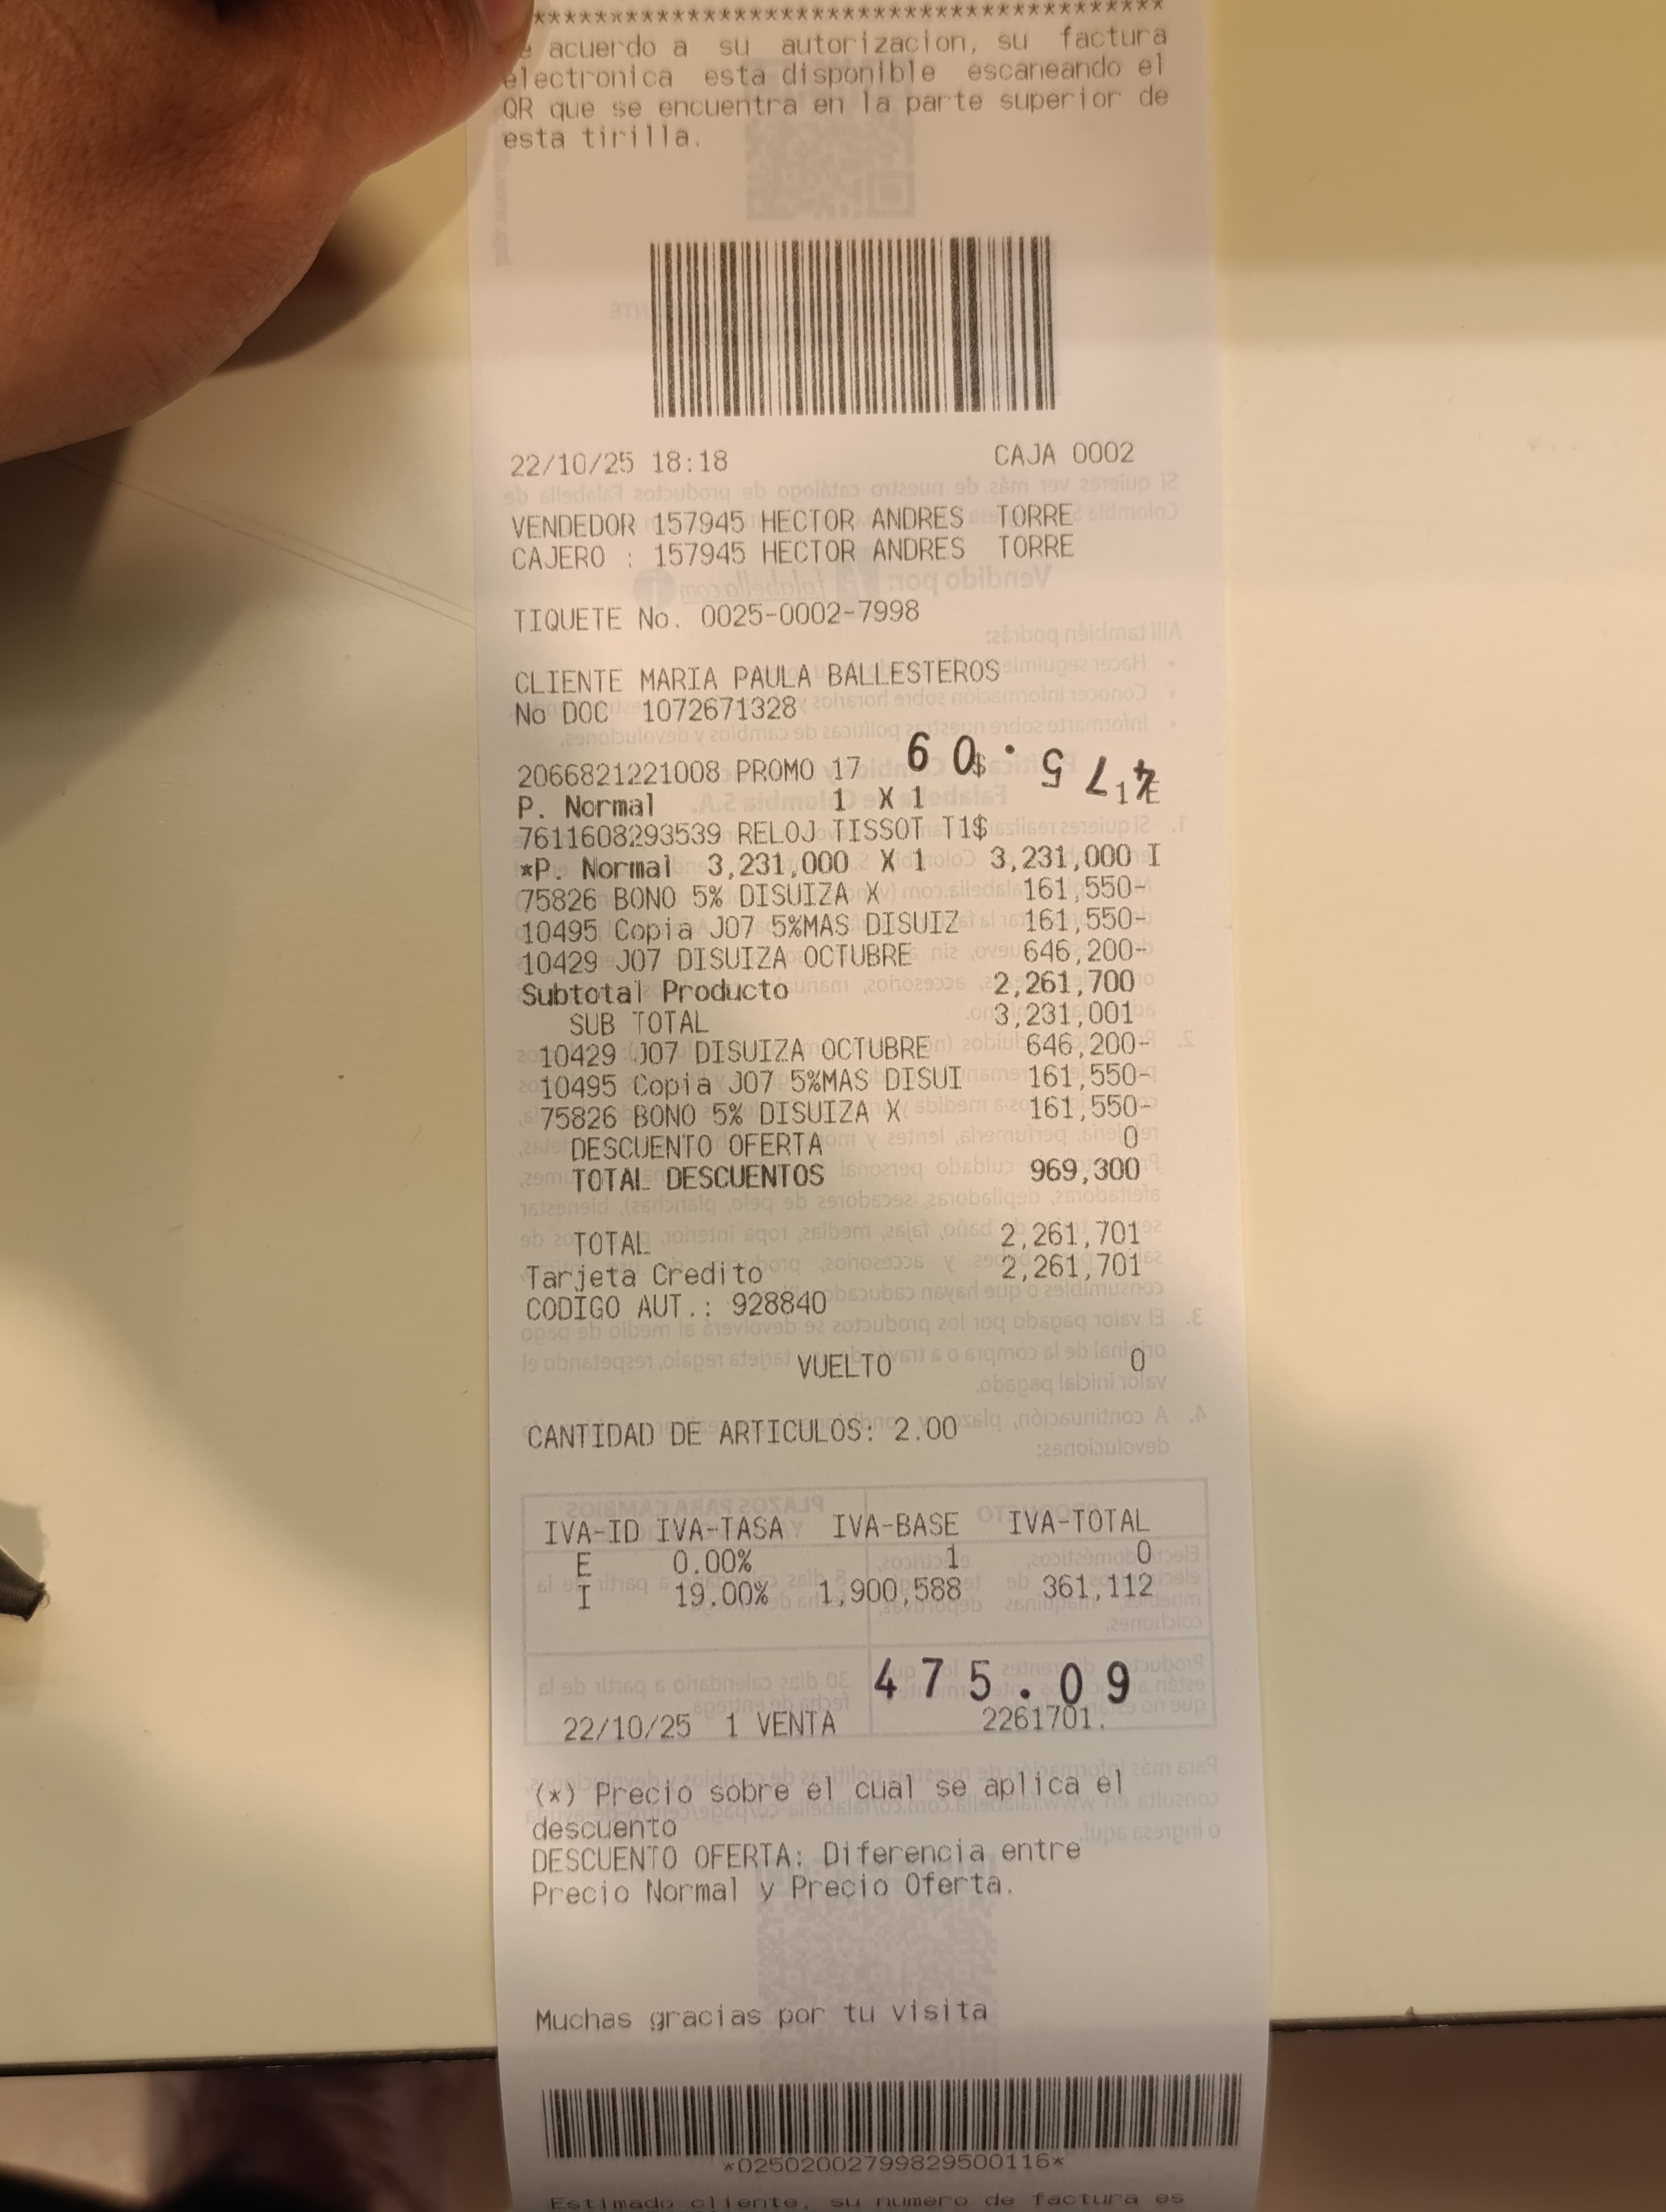 ****************************************
acuerdo a su autorizacion, su factura
electronica esta disponible escaneando el
QR que se encuentra en la parte superior de
esta tirilla.
22/10/25 18:18 CAJA 0002
VENDEDOR 157945 HECTOR ANDRES TORRE
CAJERO : 157945 HECTOR ANDRES TORRE
TIQUETE No. 0025-0002-7998
CLIENTE MARIA PAULA BALLESTEROS
No DOC 1072671328
475.09
2066821221008 PROMO 17 $
P. Normal 1 X 1 1 E
7611608293539 RELOJ TISSOT T1$
*P. Normal 3,231,000 X 1 3,231,000 I
75826 BONO 5% DISUIZA X 161,550-
10495 Copia J07 5%MAS DISUIZ 161,550-
10429 J07 DISUIZA OCTUBRE 646,200-
Subtotal Producto 2,261,700
SUB TOTAL 3,231,001
10429 J07 DISUIZA OCTUBRE 646,200-
10495 Copia J07 5%MAS DISUI 161,550-
75826 BONO 5% DISUIZA X 161,550-
DESCUENTO OFERTA 0
TOTAL DESCUENTOS 969,300
TOTAL 2,261,701
Tarjeta Credito 2,261,701
CODIGO AUT.: 928840
VUELTO 0
CANTIDAD DE ARTICULOS: 2.00
IVA-ID IVA-TASA IVA-BASE IVA-TOTAL
E 0.00% 1 0
I 19.00% 1,900,588 361,112
475.09
22/10/25 1 VENTA 2261701.
(*) Precio sobre el cual se aplica el
descuento
DESCUENTO OFERTA: Diferencia entre
Precio Normal y Precio Oferta.
Muchas gracias por tu visita
*02502002799829500116*
Estimado cliente, su numero de factura es